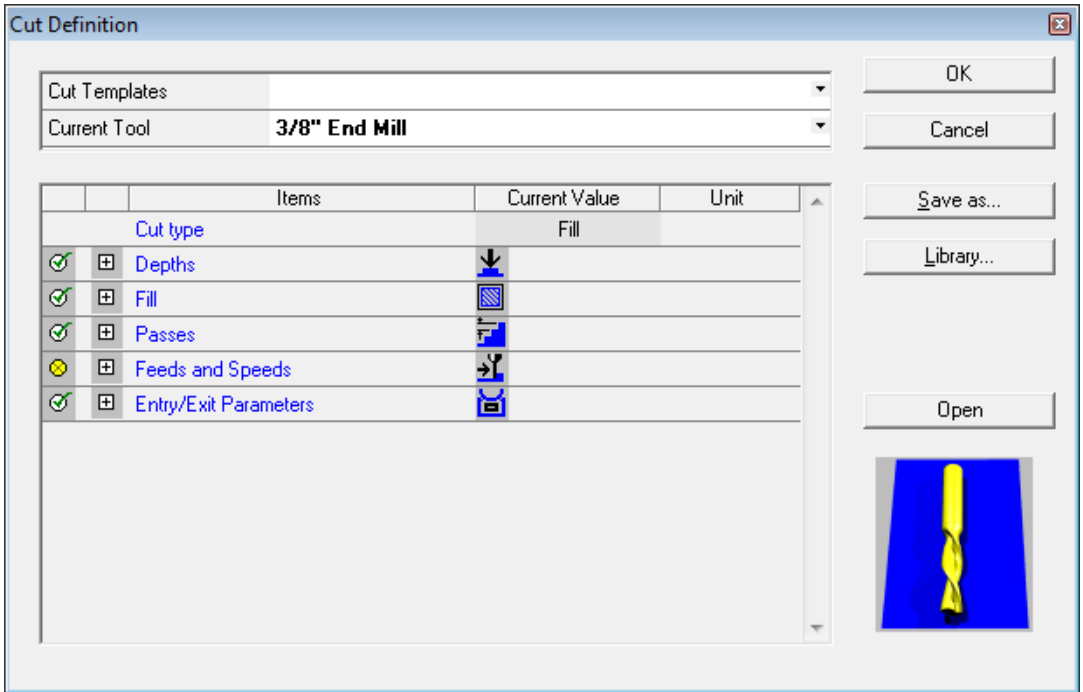 Cut Definition
OK
Cut Templates
Current Tool 3/8" End Mill
Cancel
Items Current Value Unit
Save as...
Cut type Fill
Library...
Depths
Fill
Passes
Feeds and Speeds
Entry/Exit Parameters
Open